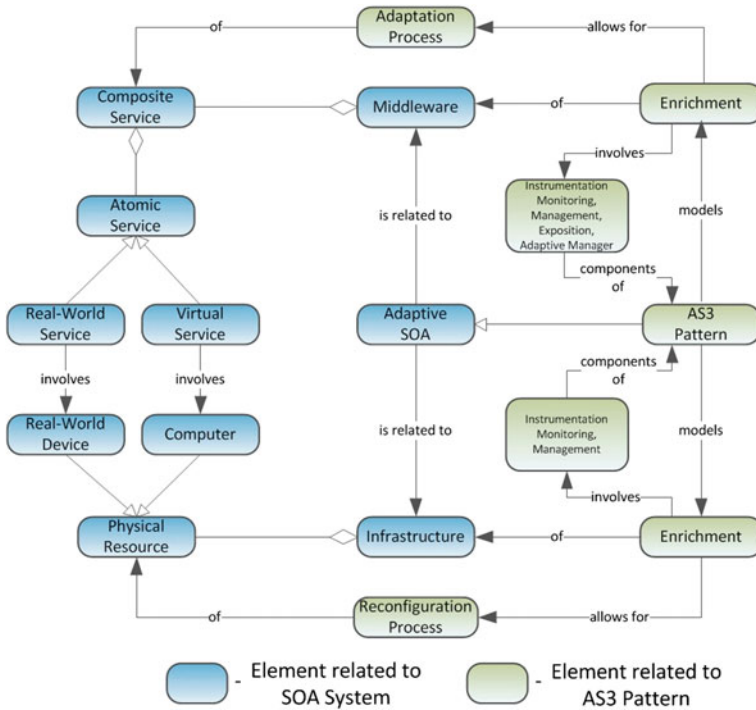 Adaptation
Process
of
allows for
Composite
Service
Middleware
of
Enrichment
involves
Atomic
Service
Instrumentation
Monitoring,
Management,
Exposition,
Adaptive Manager
is related to
models
components
of
Real-World
Service
Virtual
Service
Adaptive
SOA
AS3
Pattern
involves
involves
components
of
Real-World
Device
Computer
is related to
Instrumentation
Monitoring,
Management
models
involves
Physical
Resource
Infrastructure
of
Enrichment
of
Reconfiguration
Process
allows for
- Element related to
SOA System
- Element related to
AS3 Pattern